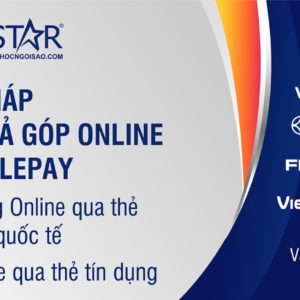 STAR®
HOCNGOISAO.COM
ÁP
Ả GÓP ONLINE
LEPAY
g Online qua thẻ
quốc tế
e qua thẻ tín dụng
V
F
VIE
V